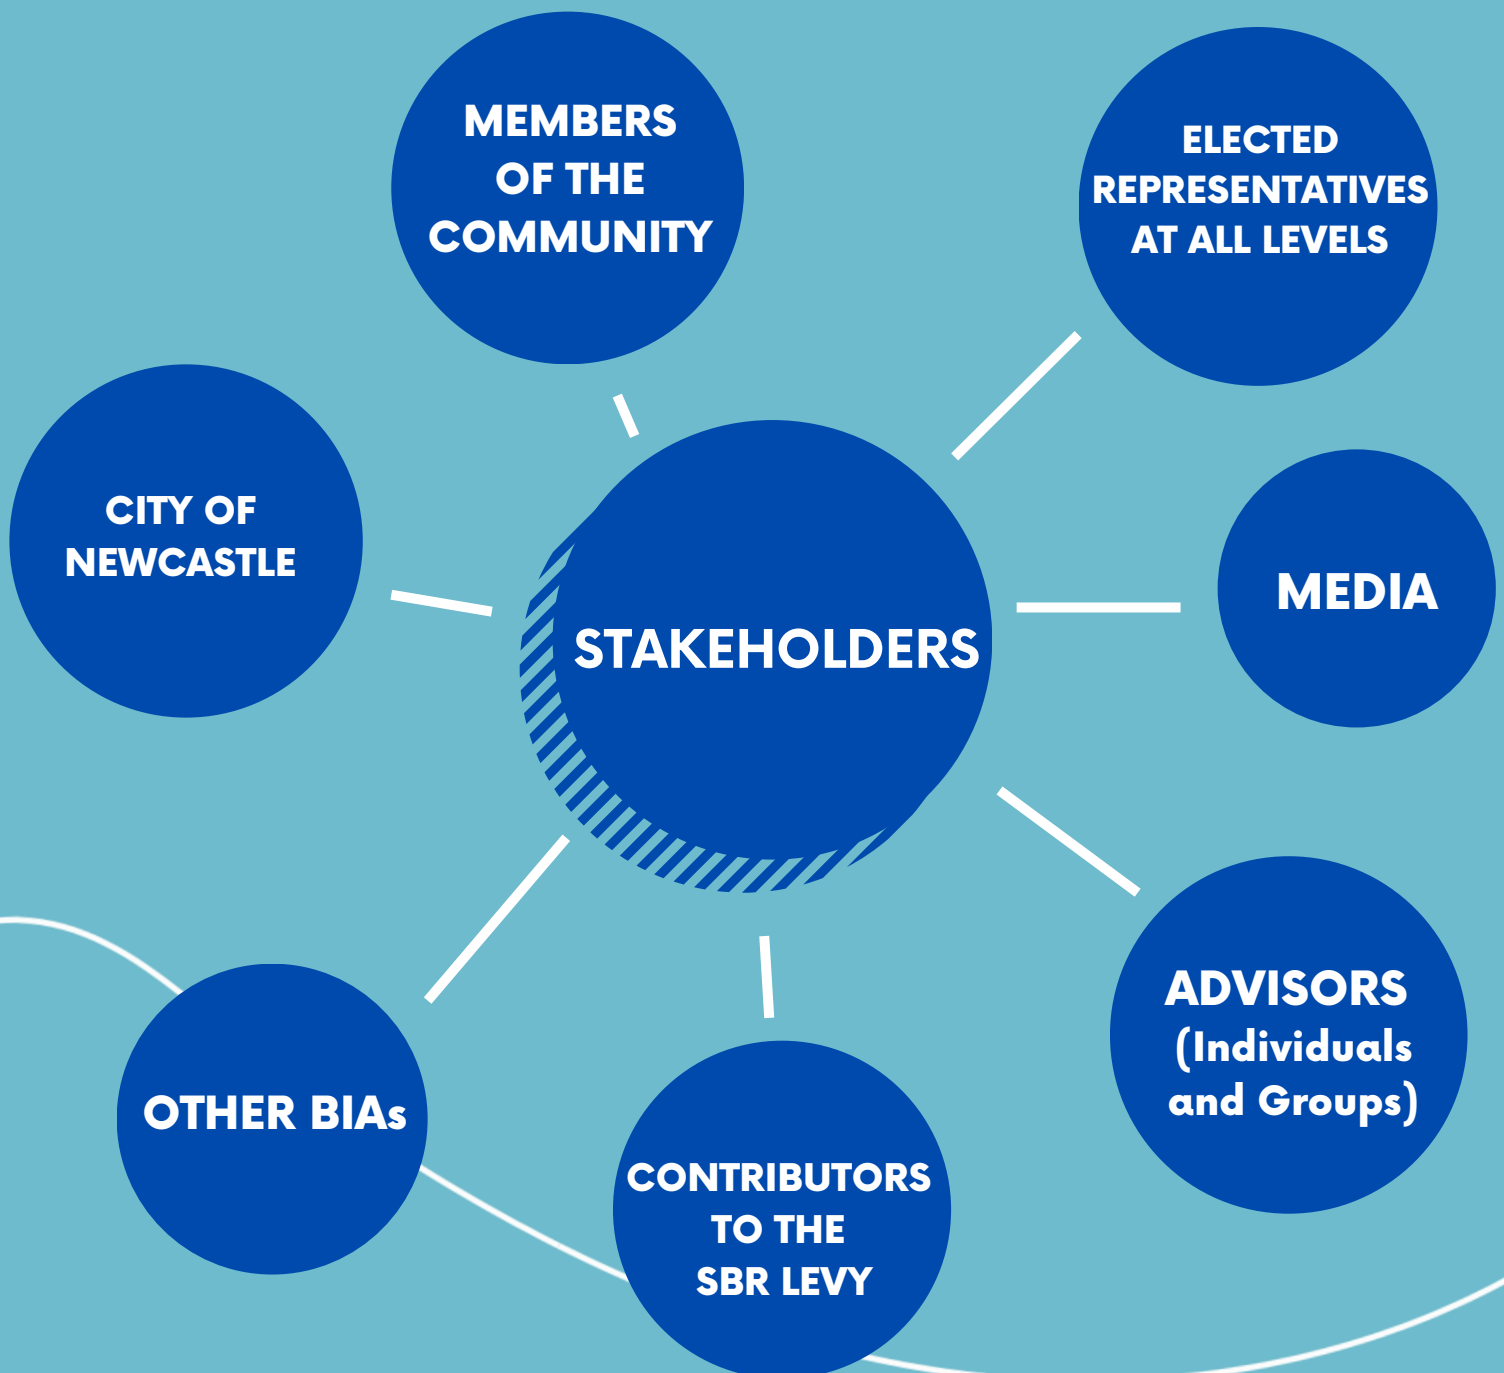 MEMBERS
OF THE
COMMUNITY
ELECTED
REPRESENTATIVES
AT ALL LEVELS
CITY OF
NEWCASTLE
STAKEHOLDERS
MEDIA
ADVISORS
(Individuals
and Groups)
OTHER BIAs
CONTRIBUTORS
TO THE
SBR LEVY